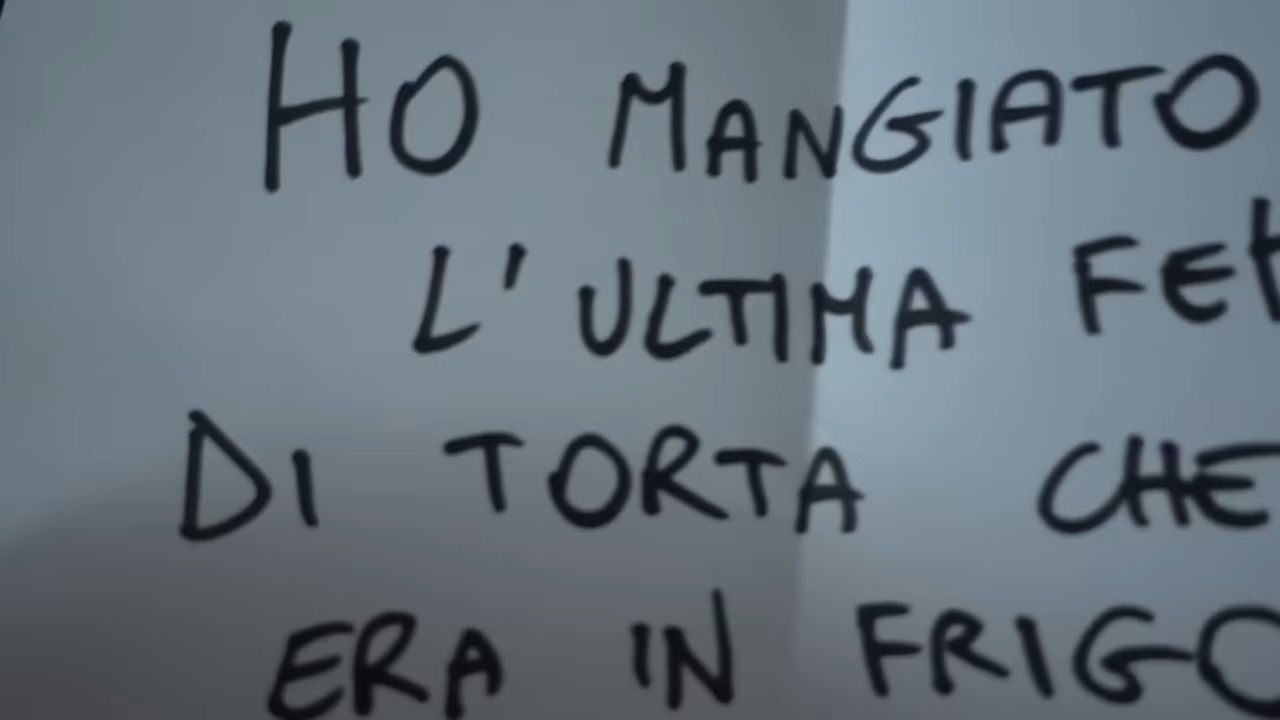 HO MANGIATO
L'ULTIMA
DI TORTA CHE
ERA IN FRIGO